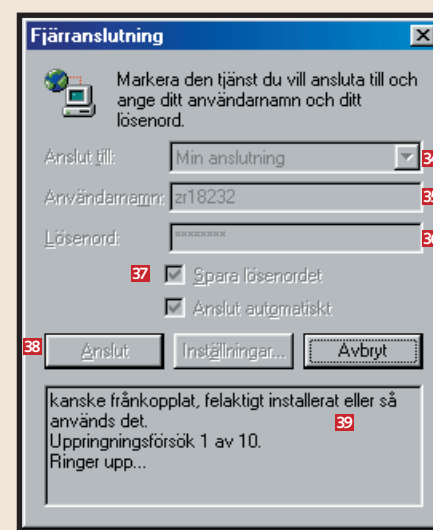 Fjärranslutning
Markera den tjänst du vill ansluta till och
ange ditt användarnamn och ditt
lösenord.
Anslut till: Min anslutning 34
Användarnamn: zr18232 35
Lösenord: ******** 36
37 Spara lösenordet
Anslut automatiskt
38 Anslut Inställningar... Avbryt
kanske frånkopplat, felaktigt installerat eller så
används det. 39
Uppringningsförsök 1 av 10.
Ringer upp...